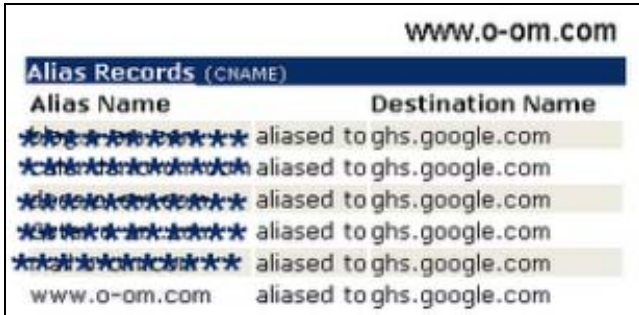 www.o-om.com
Alias Records (CNAME)
Alias Name Destination Name
aliased to ghs.google.com
aliased to ghs.google.com
aliased to ghs.google.com
aliased to ghs.google.com
aliased to ghs.google.com
www.o-om.com aliased to ghs.google.com